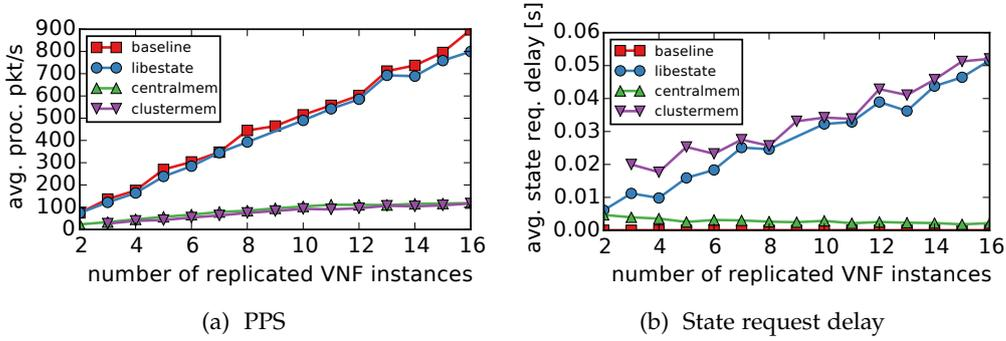 900
800
700
600
500
400
300
200
100
0
avg. proc. pkt/s
baseline
libestate
centralmem
clustermem
2 4 6 8 10 12 14 16
number of replicated VNF instances
(a) PPS
0.06
0.05
0.04
0.03
0.02
0.01
0.00
avg. state req. delay [s]
baseline
libestate
centralmem
clustermem
2 4 6 8 10 12 14 16
number of replicated VNF instances
(b) State request delay